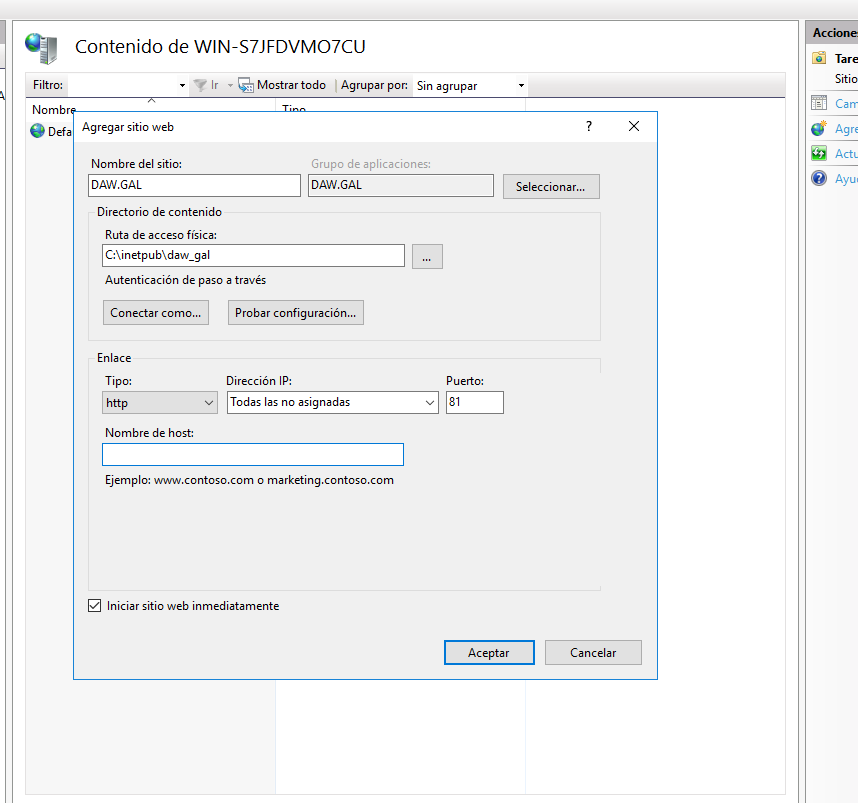 Contenido de WIN-S7JFDVMO7CU
Filtro: Ir Mostrar todo Agrupar por: Sin agrupar
Nombre Tipo
Defa
Agregar sitio web ?
Nombre del sitio: Grupo de aplicaciones:
DAW.GAL DAW.GAL Seleccionar...
Directorio de contenido
Ruta de acceso física:
C:\inetpub\daw_gal ...
Autenticación de paso a través
Conectar como... Probar configuración...
Enlace
Tipo: Dirección IP: Puerto:
http Todas las no asignadas 81
Nombre de host:
Ejemplo: www.contoso.com o marketing.contoso.com
Iniciar sitio web inmediatamente
Aceptar Cancelar
Acciones
Tare
Sitio
Cam
Agre
Actu
Ayu